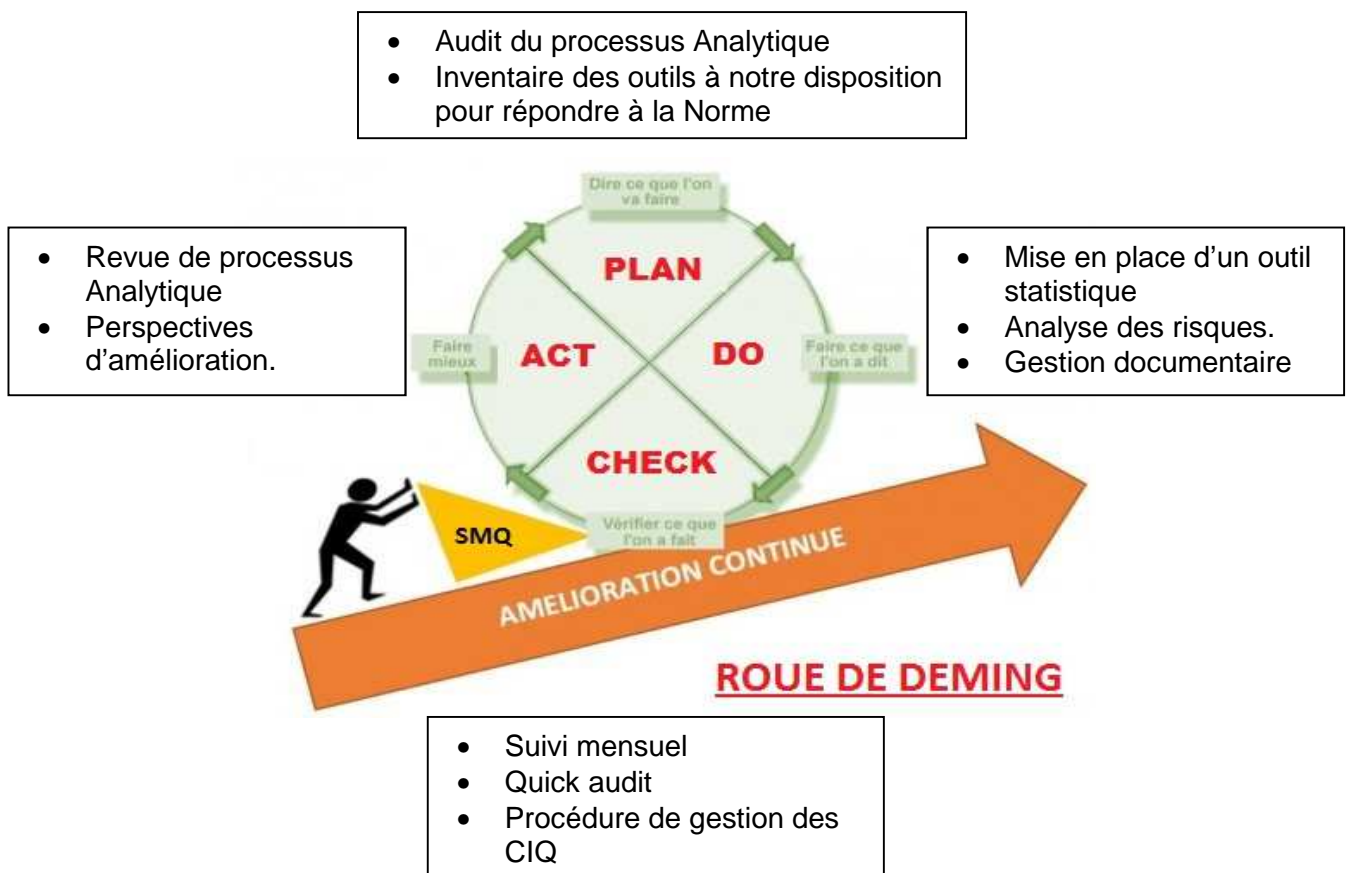 • Audit du processus Analytique
• Inventaire des outils à notre disposition
pour répondre à la Norme
Dire ce que l'on
va faire
• Revue de processus
Analytique
• Perspectives
d'amélioration.
PLAN
• Mise en place d'un outil
statistique
• Analyse des risques.
• Gestion documentaire
Faire
mieux
ACT
DO
Faire ce que
l'on a dit
CHECK
SMQ
Vérifier ce que
l'on a fait
AMELIORATION CONTINUE
ROUE DE DEMING
• Suivi mensuel
• Quick audit
• Procédure de gestion des
CIQ